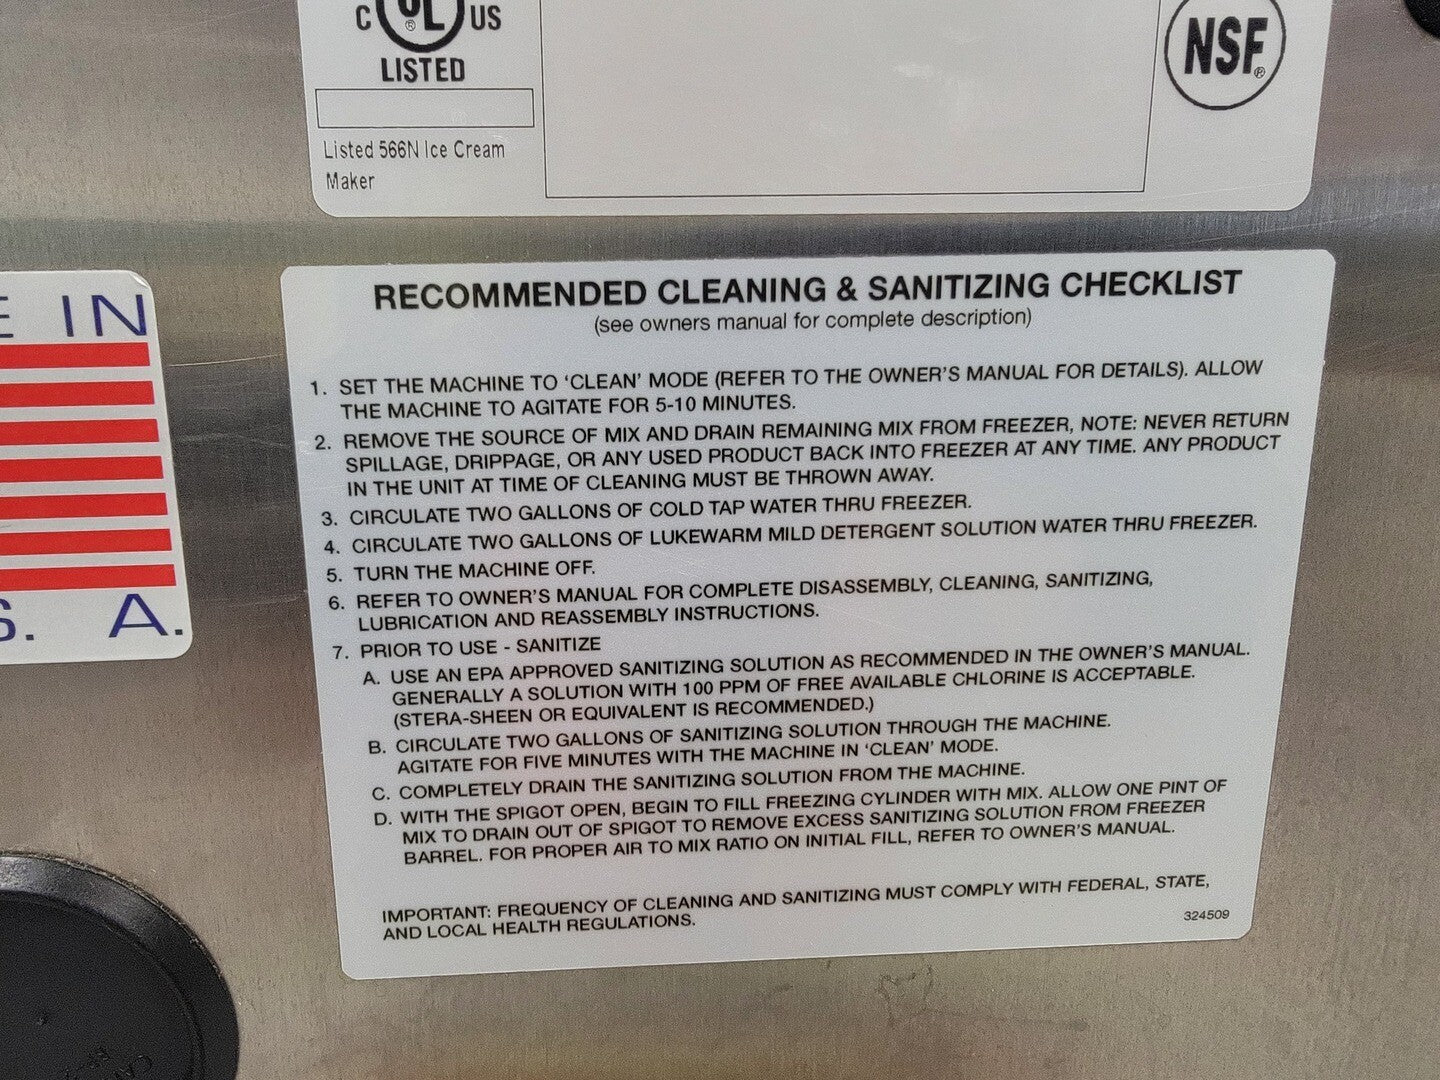 C UL US
®
LISTED
Listed 566N Ice Cream
Maker
NSF®
E IN
S. A.
RECOMMENDED CLEANING & SANITIZING CHECKLIST
(see owners manual for complete description)
1. SET THE MACHINE TO 'CLEAN' MODE (REFER TO THE OWNER'S MANUAL FOR DETAILS). ALLOW
THE MACHINE TO AGITATE FOR 5-10 MINUTES.
2. REMOVE THE SOURCE OF MIX AND DRAIN REMAINING MIX FROM FREEZER, NOTE: NEVER RETURN
SPILLAGE, DRIPPAGE, OR ANY USED PRODUCT BACK INTO FREEZER AT ANY TIME. ANY PRODUCT
IN THE UNIT AT TIME OF CLEANING MUST BE THROWN AWAY.
3. CIRCULATE TWO GALLONS OF COLD TAP WATER THRU FREEZER.
4. CIRCULATE TWO GALLONS OF LUKEWARM MILD DETERGENT SOLUTION WATER THRU FREEZER.
5. TURN THE MACHINE OFF.
6. REFER TO OWNER'S MANUAL FOR COMPLETE DISASSEMBLY, CLEANING, SANITIZING,
LUBRICATION AND REASSEMBLY INSTRUCTIONS.
7. PRIOR TO USE - SANITIZE
A. USE AN EPA APPROVED SANITIZING SOLUTION AS RECOMMENDED IN THE OWNER'S MANUAL.
GENERALLY A SOLUTION WITH 100 PPM OF FREE AVAILABLE CHLORINE IS ACCEPTABLE.
(STERA-SHEEN OR EQUIVALENT IS RECOMMENDED.)
B. CIRCULATE TWO GALLONS OF SANITIZING SOLUTION THROUGH THE MACHINE.
AGITATE FOR FIVE MINUTES WITH THE MACHINE IN 'CLEAN' MODE.
C. COMPLETELY DRAIN THE SANITIZING SOLUTION FROM THE MACHINE.
D. WITH THE SPIGOT OPEN, BEGIN TO FILL FREEZING CYLINDER WITH MIX. ALLOW ONE PINT OF
MIX TO DRAIN OUT OF SPIGOT TO REMOVE EXCESS SANITIZING SOLUTION FROM FREEZER
BARREL. FOR PROPER AIR TO MIX RATIO ON INITIAL FILL, REFER TO OWNER'S MANUAL.
IMPORTANT: FREQUENCY OF CLEANING AND SANITIZING MUST COMPLY WITH FEDERAL, STATE,
AND LOCAL HEALTH REGULATIONS.
324509